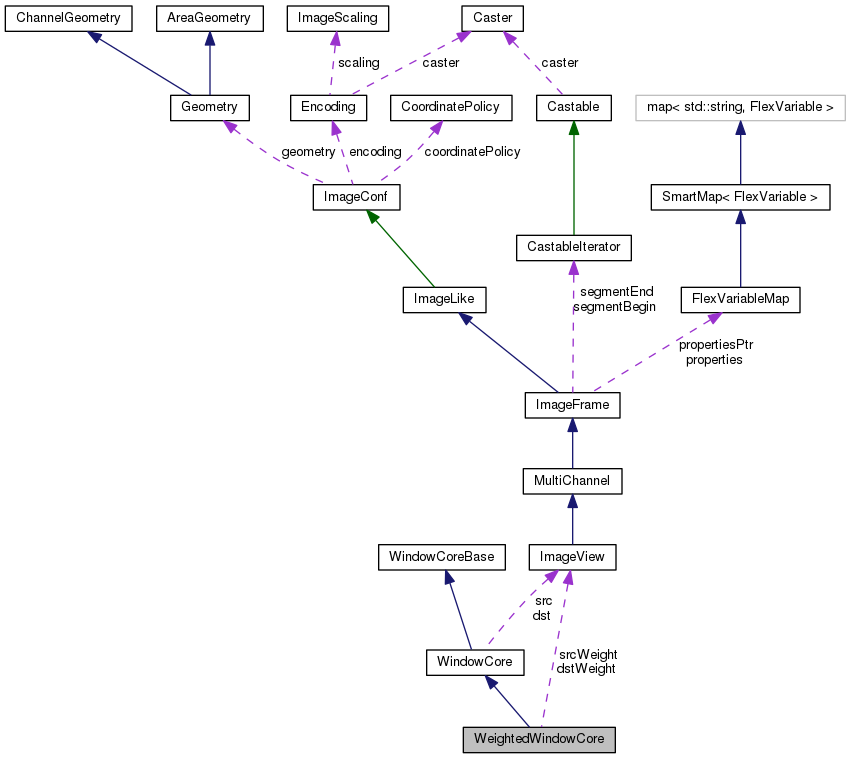 ChannelGeometry
AreaGeometry
ImageScaling
Caster
scaling
caster
caster
Geometry
Encoding
CoordinatePolicy
Castable
map< std::string, FlexVariable >
geometry
encoding
coordinatePolicy
ImageConf
SmartMap< FlexVariable >
CastableIterator
ImageLike
segmentEnd
segmentBegin
FlexVariableMap
propertiesPtr
properties
ImageFrame
MultiChannel
WindowCoreBase
ImageView
src
dst
WindowCore
srcWeight
dstWeight
WeightedWindowCore